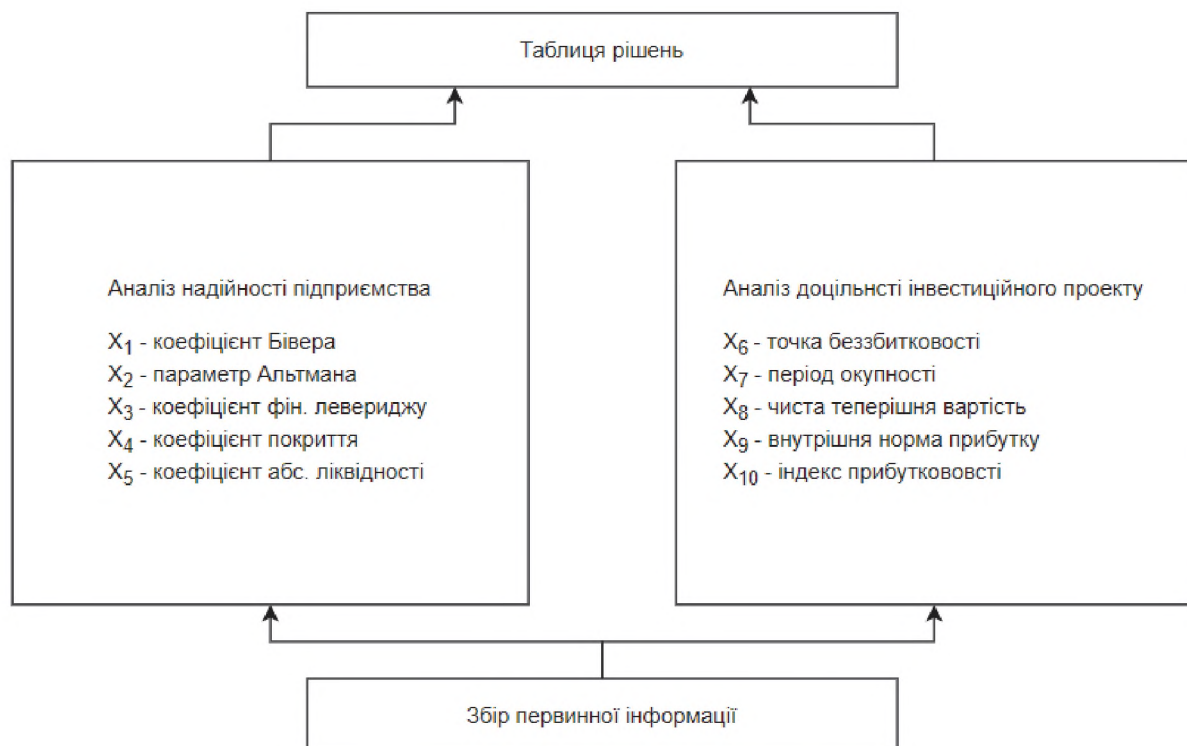 Таблиця рішень
Аналіз надійності підприємства
X1 - коефіцієнт Бівера
X2 - параметр Альтмана
X3 - коефіцієнт фін. левериджу
X4 - коефіцієнт покриття
X5 - коефіцієнт абс. ліквідності
Аналіз доцільнсті інвестиційного проекту
X6 - точка беззбитковості
X7 - період окупності
X8 - чиста теперішня вартість
X9 - внутрішня норма прибутку
X10 - індекс прибутововсті
Збір первинної інформації